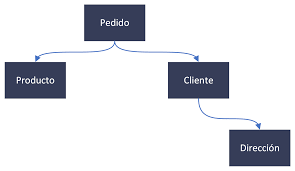 Pedido
Producto
Cliente
Dirección